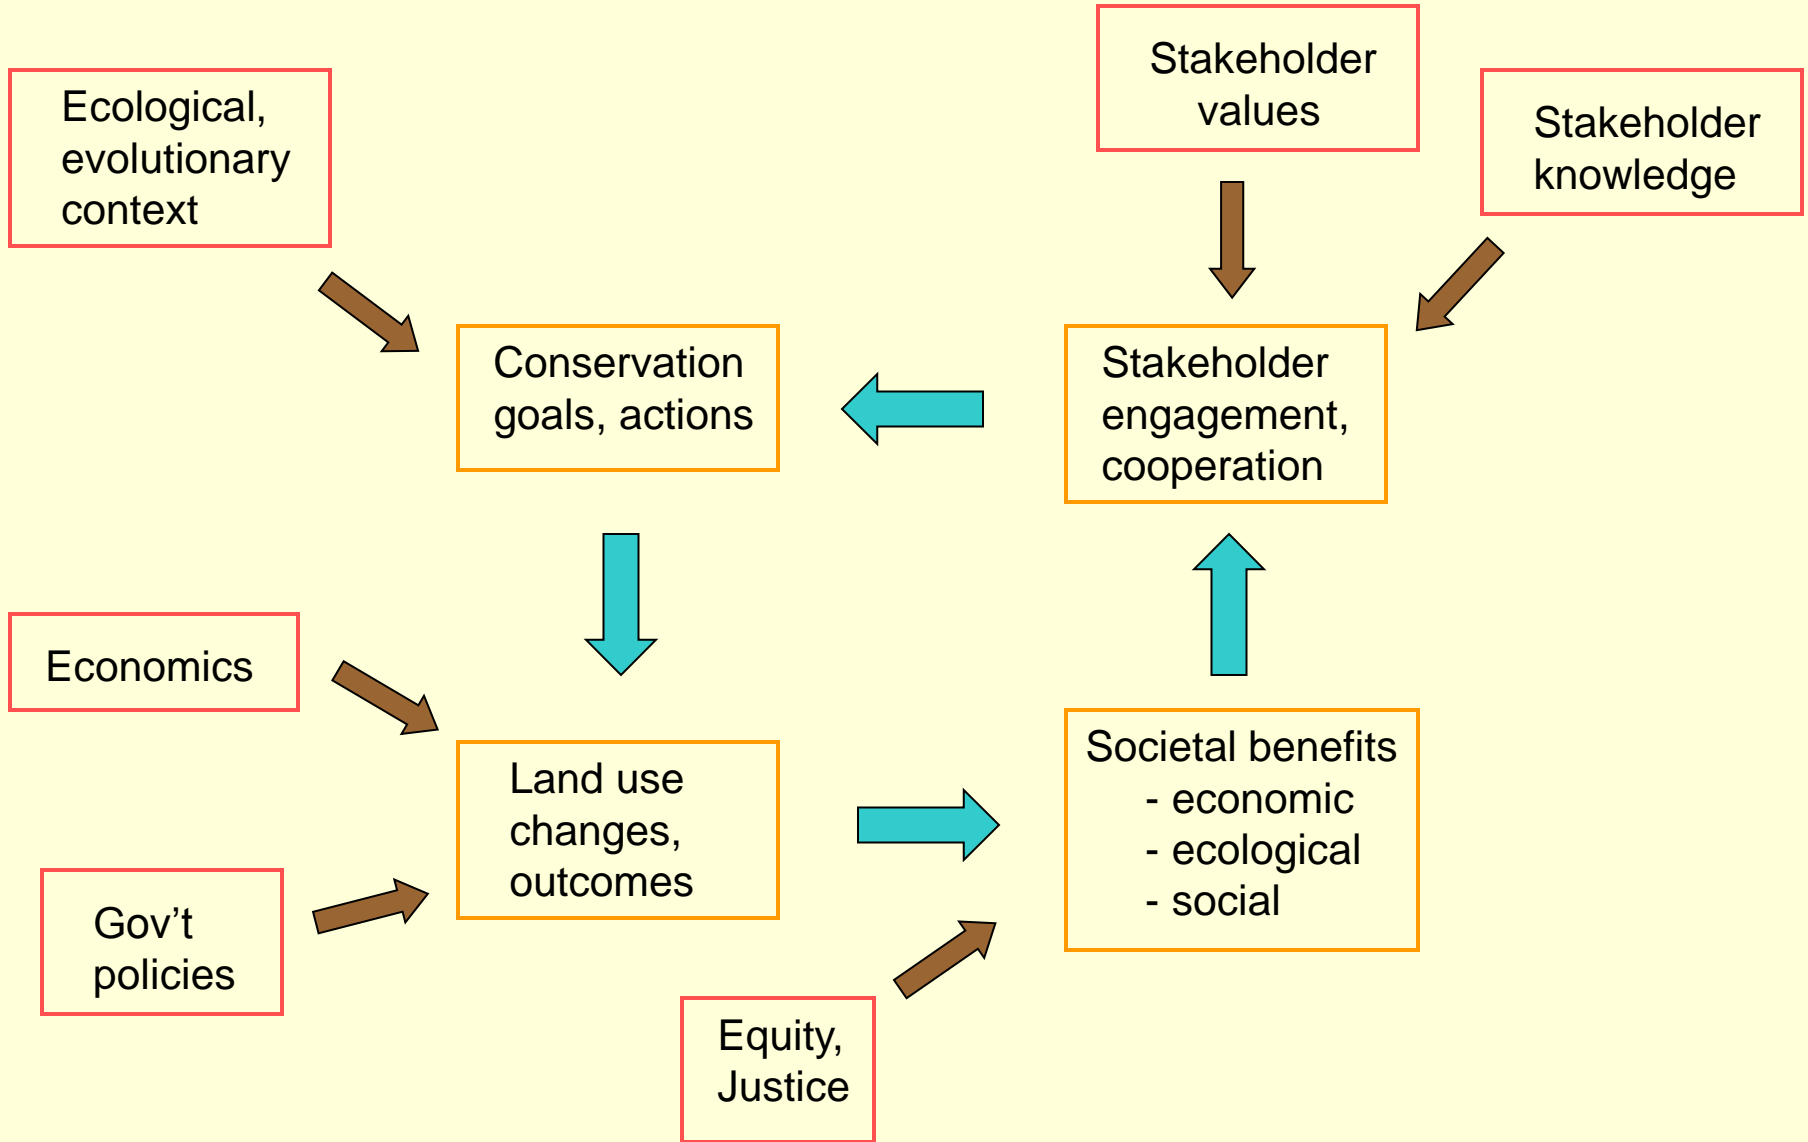 Stakeholder
values
Ecological,
evolutionary
context
Stakeholder
knowledge
Conservation
goals, actions
Stakeholder
engagement,
cooperation
Economics
Land use
changes,
outcomes
Societal benefits
- economic
- ecological
- social
Gov’t
policies
Equity,
Justice